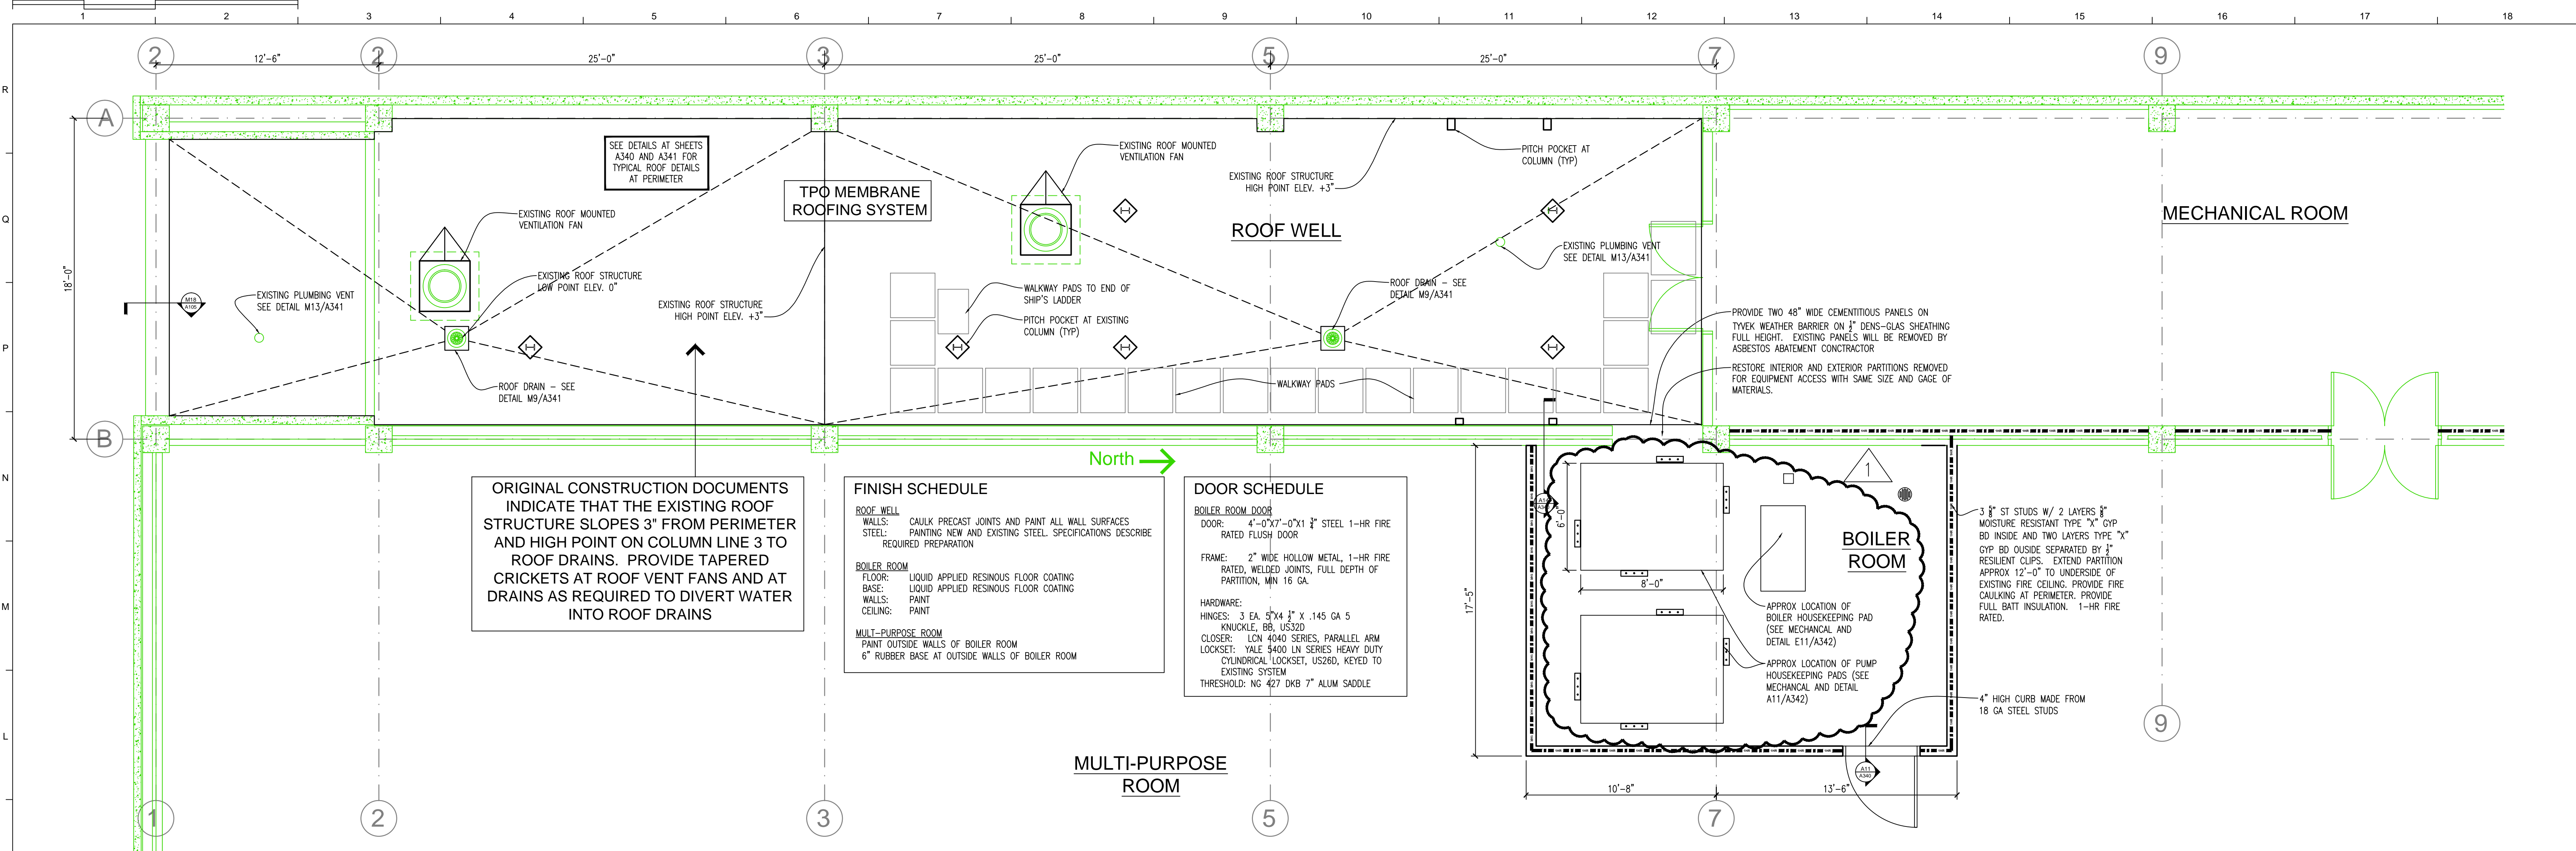 1 2 3 4 5 6 7 8 9 10 11 12 13 14 15 16 17 18
2 2 3 5 7 9
12'-6" 25'-0" 25'-0" 25'-0"
R
A
SEE DETAILS AT SHEETS
A340 AND A341 FOR
TYPICAL ROOF DETAILS
AT PERIMETER
EXISTING ROOF MOUNTED
VENTILATION FAN
PITCH POCKET AT
COLUMN (TYP)
EXISTING ROOF STRUCTURE
HIGH POINT ELEV. +3"
TPO MEMBRANE
ROOFING SYSTEM
Q
EXISTING ROOF MOUNTED
VENTILATION FAN
ROOF WELL
MECHANICAL ROOM
EXISTING PLUMBING VENT
SEE DETAIL M13/A341
18'-0"
EXISTING ROOF STRUCTURE
LOW POINT ELEV. 0"
M18
A105
EXISTING PLUMBING VENT
SEE DETAIL M13/A341
EXISTING ROOF STRUCTURE
HIGH POINT ELEV. +3"
WALKWAY PADS TO END OF
SHIP'S LADDER
PITCH POCKET AT EXISTING
COLUMN (TYP)
ROOF DRAIN – SEE
DETAIL M9/A341
P
PROVIDE TWO 48" WIDE CEMENTITIOUS PANELS ON
TYVEK WEATHER BARRIER ON ½" DENS-GLAS SHEATHING
FULL HEIGHT. EXISTING PANELS WILL BE REMOVED BY
ASBESTOS ABATEMENT CONCTRACTOR
RESTORE INTERIOR AND EXTERIOR PARTITIONS REMOVED
FOR EQUIPMENT ACCESS WITH SAME SIZE AND GAGE OF
MATERIALS.
ROOF DRAIN – SEE
DETAIL M9/A341
WALKWAY PADS
B
North
N
ORIGINAL CONSTRUCTION DOCUMENTS
INDICATE THAT THE EXISTING ROOF
STRUCTURE SLOPES 3" FROM PERIMETER
AND HIGH POINT ON COLUMN LINE 3 TO
ROOF DRAINS. PROVIDE TAPERED
CRICKETS AT ROOF VENT FANS AND AT
DRAINS AS REQUIRED TO DIVERT WATER
INTO ROOF DRAINS
FINISH SCHEDULE
ROOF WELL
WALLS: CAULK PRECAST JOINTS AND PAINT ALL WALL SURFACES
STEEL: PAINTING NEW AND EXISTING STEEL. SPECIFICATIONS DESCRIBE
REQUIRED PREPARATION
BOILER ROOM
FLOOR: LIQUID APPLIED RESINOUS FLOOR COATING
BASE: LIQUID APPLIED RESINOUS FLOOR COATING
WALLS: PAINT
CEILING: PAINT
MULT-PURPOSE ROOM
PAINT OUTSIDE WALLS OF BOILER ROOM
6" RUBBER BASE AT OUTSIDE WALLS OF BOILER ROOM
DOOR SCHEDULE
BOILER ROOM DOOR
DOOR: 4'-0"X7'-0"X1 ¾" STEEL 1-HR FIRE
RATED FLUSH DOOR
FRAME: 2" WIDE HOLLOW METAL, 1-HR FIRE
RATED, WELDED JOINTS, FULL DEPTH OF
PARTITION, MIN 16 GA.
HARDWARE:
HINGES: 3 EA. 5"X4 ½" X .145 GA 5
KNUCKLE, BB, US32D
CLOSER: LCN 4040 SERIES, PARALLEL ARM
LOCKSET: YALE 5400 LN SERIES HEAVY DUTY
CYLINDRICAL LOCKSET, US26D, KEYED TO
EXISTING SYSTEM
THRESHOLD: NG 427 DKB 7" ALUM SADDLE
17'-5"
6'-0"
8'-0"
1
BOILER
ROOM
APPROX LOCATION OF
BOILER HOUSEKEEPING PAD
(SEE MECHANCAL AND
DETAIL E11/A342)
APPROX LOCATION OF PUMP
HOUSEKEEPING PADS (SEE
MECHANCAL AND DETAIL
A11/A342)
3 ⅝" ST STUDS W/ 2 LAYERS ⅝"
MOISTURE RESISTANT TYPE "X" GYP
BD INSIDE AND TWO LAYERS TYPE "X"
GYP BD OUSIDE SEPARATED BY ½"
RESILIENT CLIPS. EXTEND PARTITION
APPROX 12'-0" TO UNDERSIDE OF
EXISTING FIRE CEILING. PROVIDE FIRE
CAULKING AT PERIMETER. PROVIDE
FULL BATT INSULATION. 1-HR FIRE
RATED.
M
4" HIGH CURB MADE FROM
18 GA STEEL STUDS
L
9
MULTI-PURPOSE
ROOM
A11
A340
10'-8" 13'-6"
1 2 3 5 7